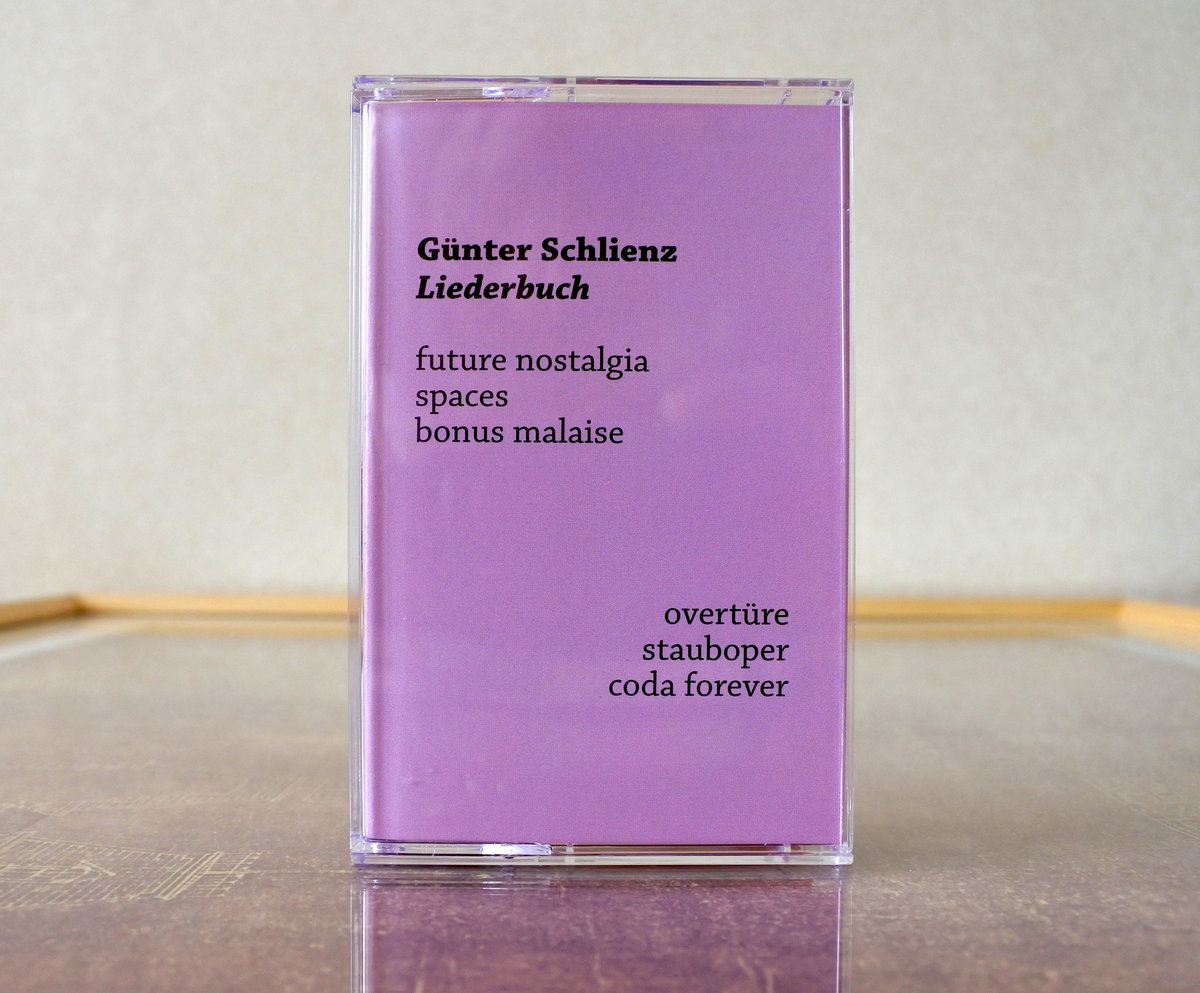 Günter Schlienz
Liederbuch
future nostalgia
spaces
bonus malaise
overtüre
stauboper
coda forever